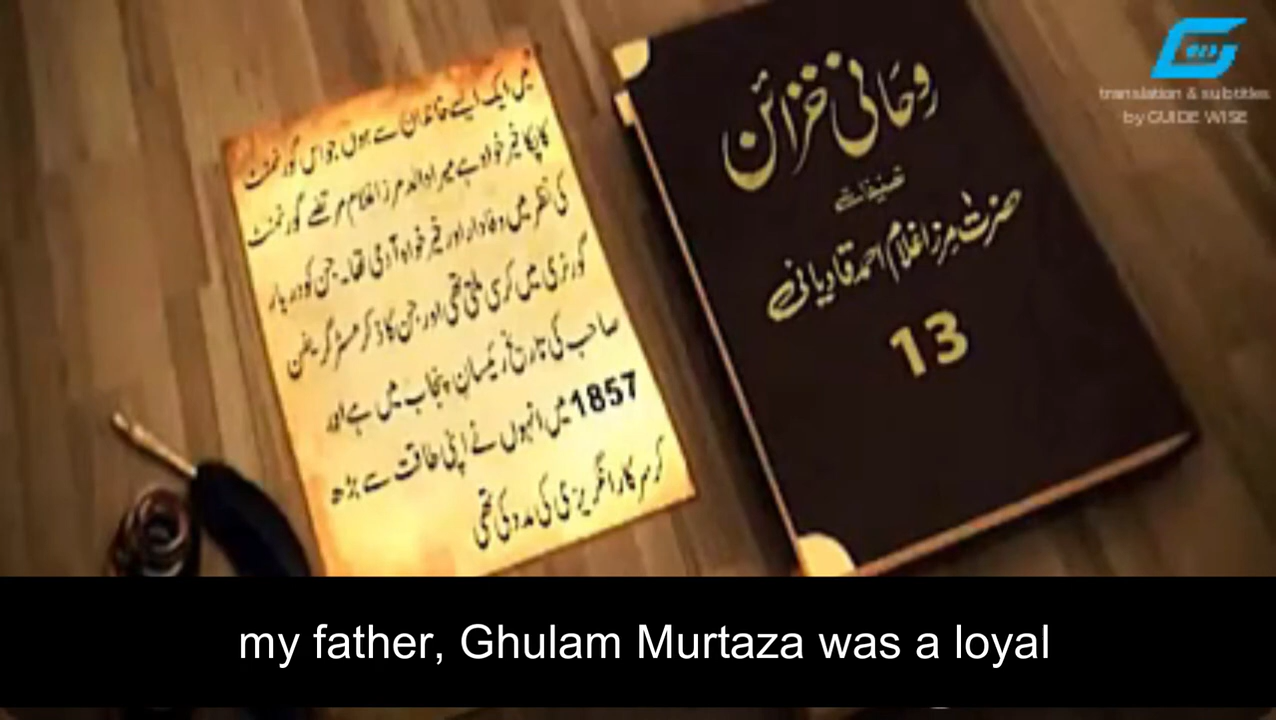 میں ایک ایسے خاندان سے ہوں جو اس گورنمنٹ
کا پکا خیر خواہ ہے میرا والد مرزا غلام مرتضے گورنمنٹ
کی نظر میں وفادار اور خیر خواہ آدمی تھا۔ جن کو دربار
گورنری میں کرسی ملتی تھی اور جن کا ذکر مسٹر گریفن
صاحب کی تاریخ رئیسان پنجاب میں ہے اور
1857 میں انہوں نے اپنی طاقت سے بڑھ
کر سرکار انگریزی کی مدد کی تھی
روحانی خزائن
تصنیفات
حضرت مرزا غلام احمد قادیانی
13
translation & subtitles
by GUIDE WISE
my father, Ghulam Murtaza was a loyal